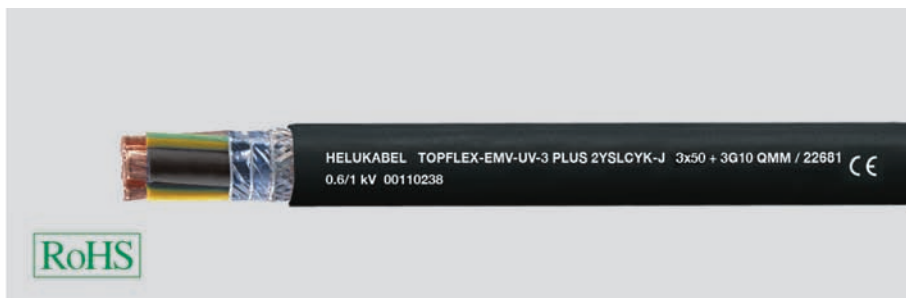 HELUKABEL TOPFLEX-EMV-UV-3 PLUS 2YSLCYK-J 3x50 + 3G10 QMM / 22681 CE
0.6/1 kV 00110238
RoHS